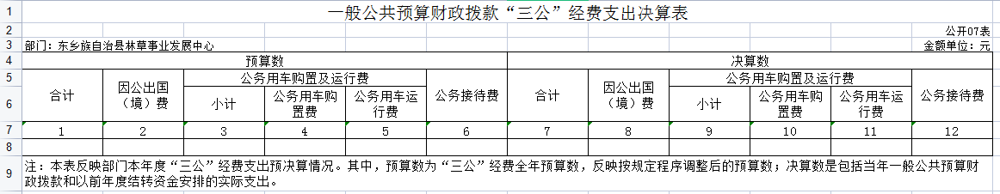 1 一般公共预算财政拨款“三公”经费支出决算表
2 公开07表
3 部门：东乡族自治县林草事业发展中心 金额单位：元
4 预算数 决算数
5 合计 因公出国（境）费 公务用车购置及运行费 公务接待费 合计 因公出国（境）费 公务用车购置及运行费 公务接待费
6 小计 公务用车购置费 公务用车运行费 小计 公务用车购置费 公务用车运行费
7 1 2 3 4 5 6 7 8 9 10 11 12
8
9 注：本表反映部门本年度“三公”经费支出预决算情况。其中，预算数为“三公”经费全年预算数，反映按规定程序调整后的预算数；决算数是包括当年一般公共预算财
政拨款和以前年度结转资金安排的实际支出。